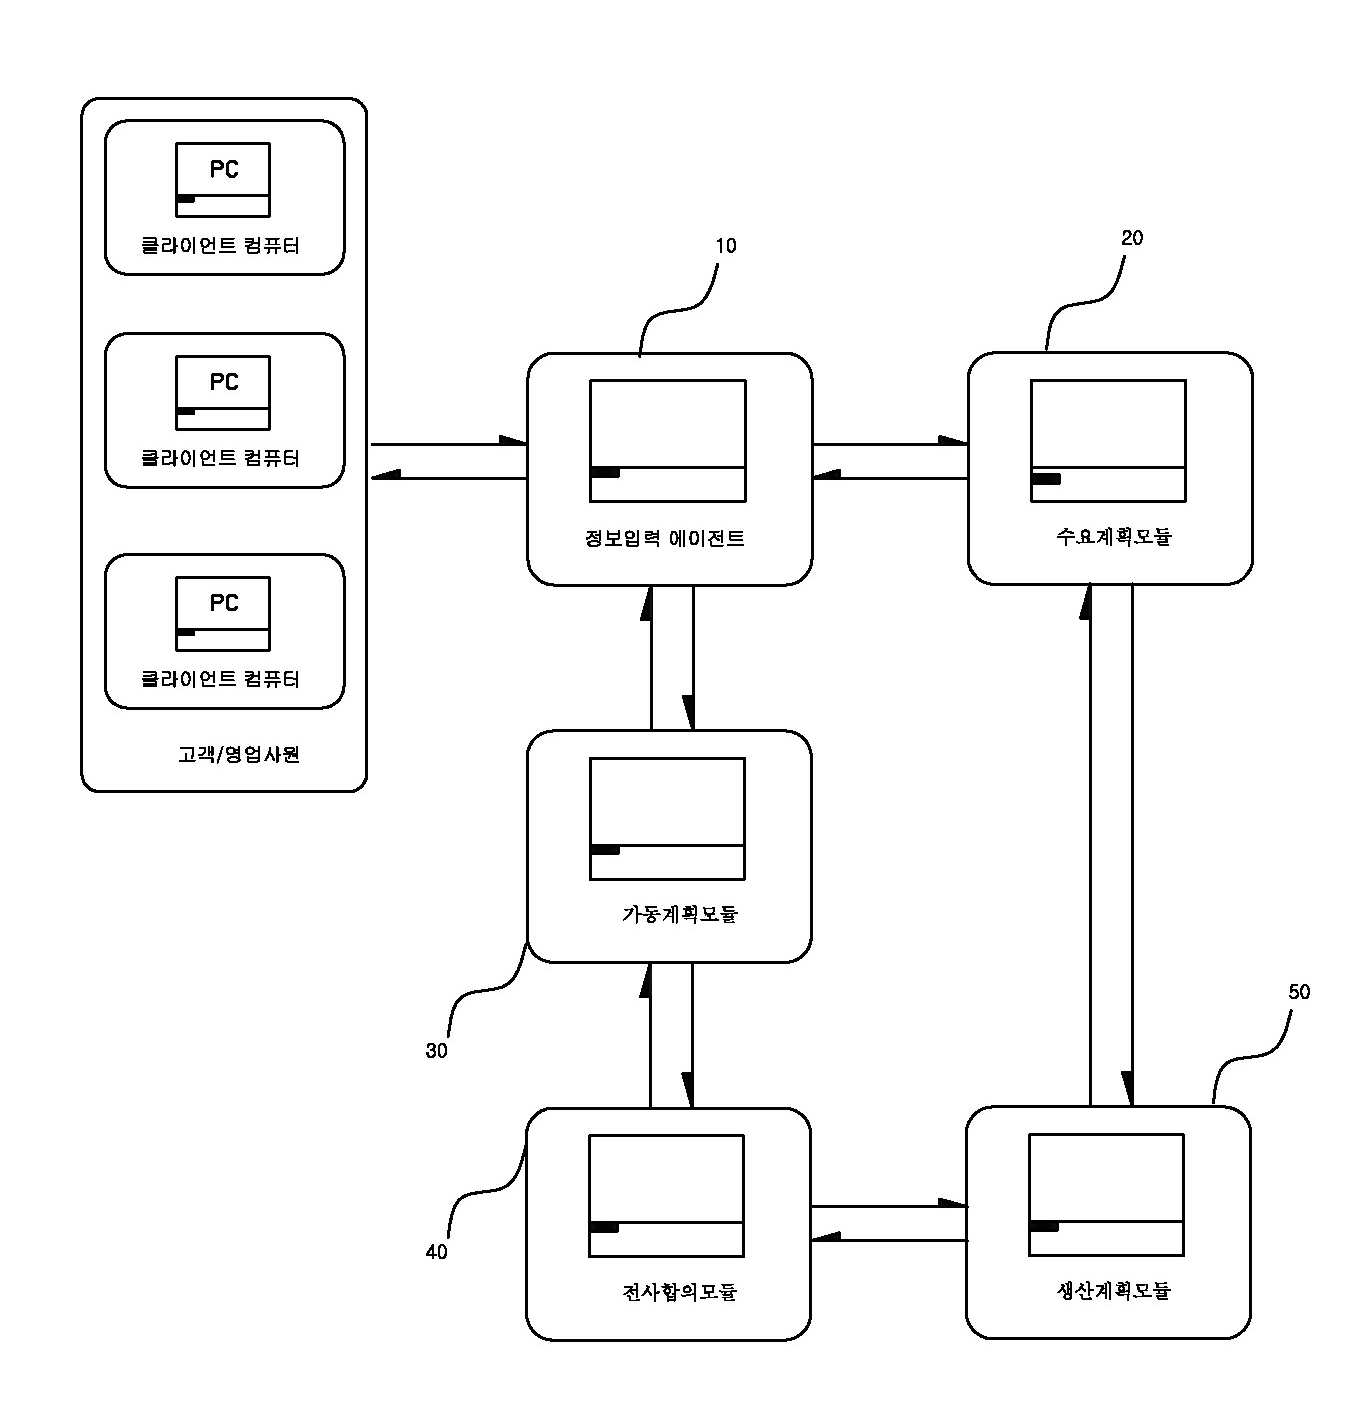 PC
클라이언트 컴퓨터
PC
클라이언트 컴퓨터
PC
클라이언트 컴퓨터
고객/영업사원
10
정보입력 에이전트
20
수요계획모듈
가동계획모듈
30
전사합의모듈
40
50
생산계획모듈